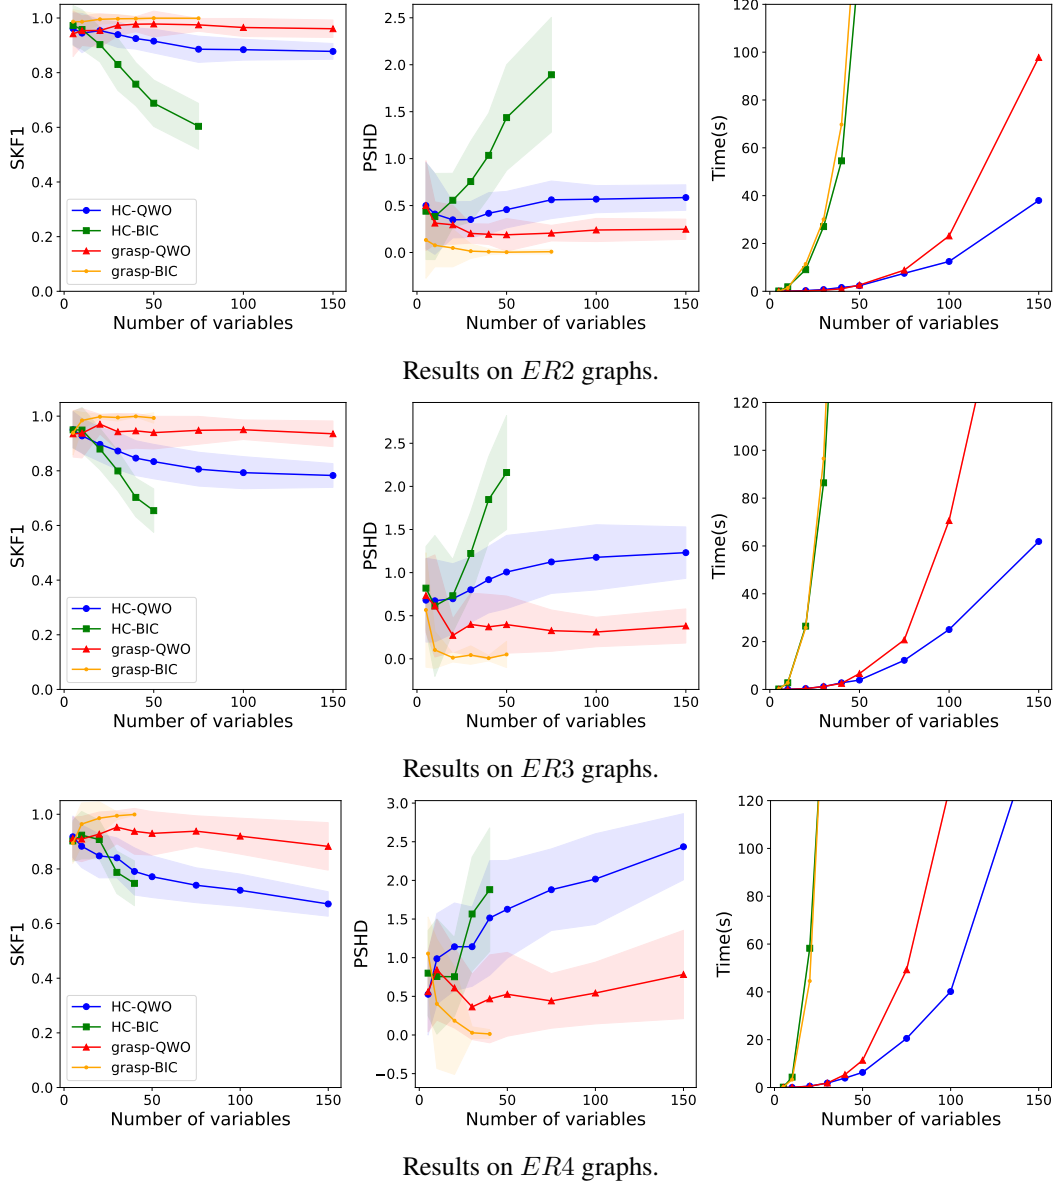 1.0
0.8
0.6
0.4
0.2
0.0
SKF1
HC-QWO
HC-BIC
grasp-QWO
grasp-BIC
0 50 100 150
Number of variables
2.5
2.0
1.5
1.0
0.5
0.0
PSHD
0 50 100 150
Number of variables
120
100
80
60
40
20
0
Time(s)
0 50 100 150
Number of variables
Results on ER2 graphs.
1.0
0.8
0.6
0.4
0.2
0.0
SKF1
HC-QWO
HC-BIC
grasp-QWO
grasp-BIC
0 50 100 150
Number of variables
2.5
2.0
1.5
1.0
0.5
0.0
PSHD
0 50 100 150
Number of variables
120
100
80
60
40
20
0
Time(s)
0 50 100 150
Number of variables
Results on ER3 graphs.
1.0
0.8
0.6
0.4
0.2
0.0
SKF1
HC-QWO
HC-BIC
grasp-QWO
grasp-BIC
0 50 100 150
Number of variables
3.0
2.5
2.0
1.5
1.0
0.5
0.0
−0.5
PSHD
0 50 100 150
Number of variables
120
100
80
60
40
20
0
Time(s)
0 50 100 150
Number of variables
Results on ER4 graphs.